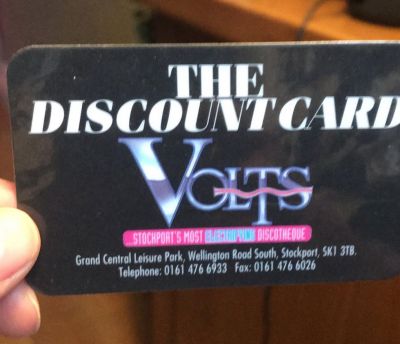 THE
DISCOUNT CARD
VOLTS
STOCKPORT'S MOST ELECTRIFYING DISCOTHEQUE
Grand Central Leisure Park, Wellington Road South, Stockport, SK1 3TB.
Telephone: 0161 476 6933 Fax: 0161 476 6026